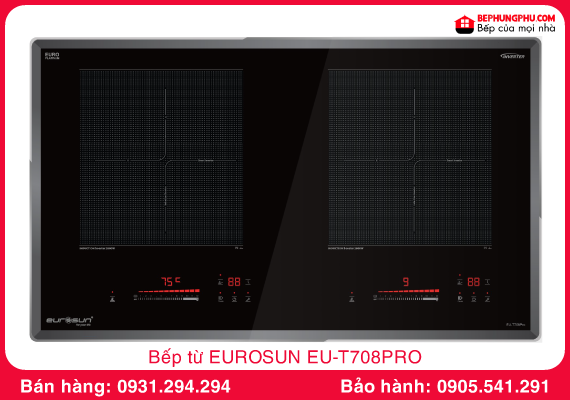 BEPHUNGPHU.COM
Bếp của mọi nhà
EURO
INVERTER
75°C
88
9
88
eurosun
EU-T708Pro
Bếp từ EUROSUN EU-T708PRO
Bán hàng: 0931.294.294
Bảo hành: 0905.541.291